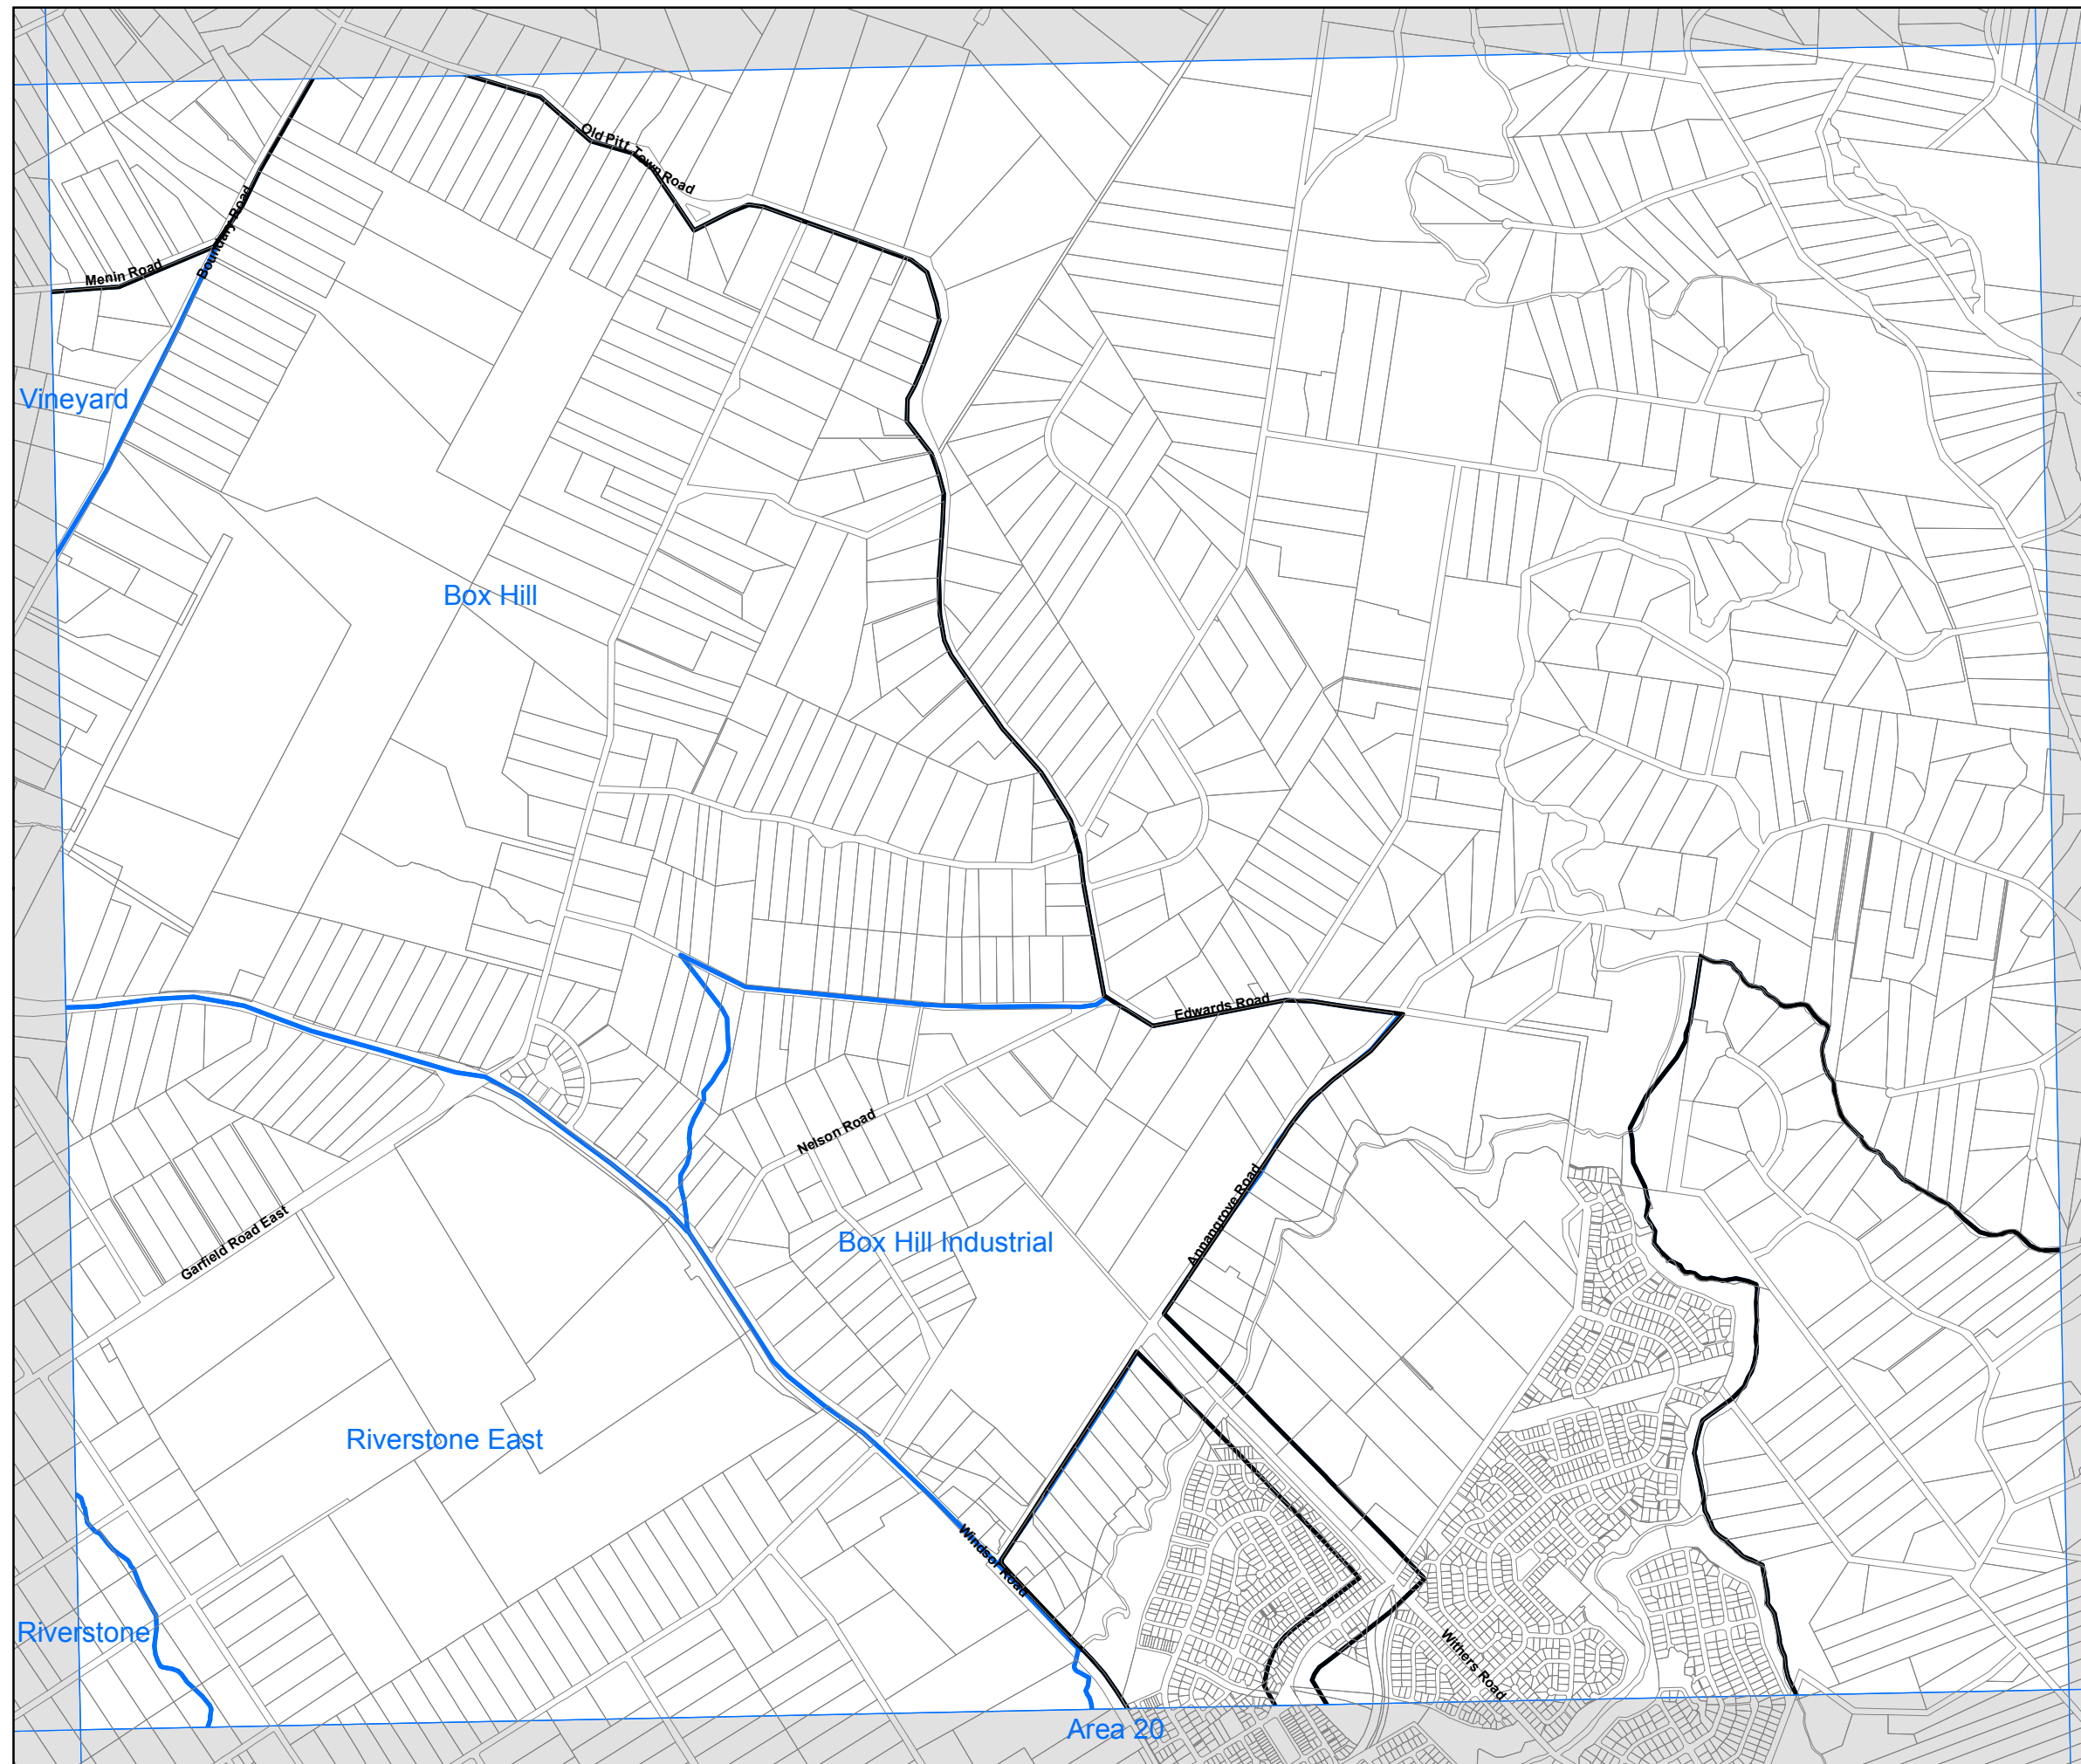 Old Pitt Town Road
Boundary Road
Menin Road
Vineyard
Box Hill
Edwards Road
Nelson Road
Annangrove Road
Garfield Road East
Box Hill Industrial
Riverstone East
Windsor Road
Riverstone
Withers Road
Area 20